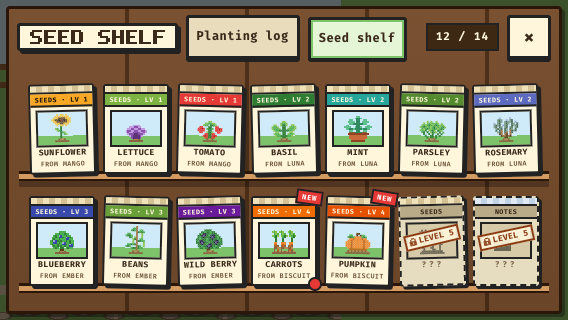 SEED SHELF
Planting log
Seed shelf
12 / 14
×
SEEDS · LV 1
SUNFLOWER
FROM MANGO
SEEDS · LV 1
LETTUCE
FROM MANGO
SEEDS · LV 1
TOMATO
FROM MANGO
SEEDS · LV 2
BASIL
FROM LUNA
SEEDS · LV 2
MINT
FROM LUNA
SEEDS · LV 2
PARSLEY
FROM LUNA
SEEDS · LV 2
ROSEMARY
FROM LUNA
SEEDS · LV 3
BLUEBERRY
FROM EMBER
SEEDS · LV 3
BEANS
FROM EMBER
SEEDS · LV 3
WILD BERRY
FROM EMBER
NEW
SEEDS · LV 4
CARROTS
FROM BISCUIT
NEW
SEEDS · LV 4
PUMPKIN
FROM BISCUIT
SEEDS
LEVEL 5
???
NOTES
LEVEL 5
???